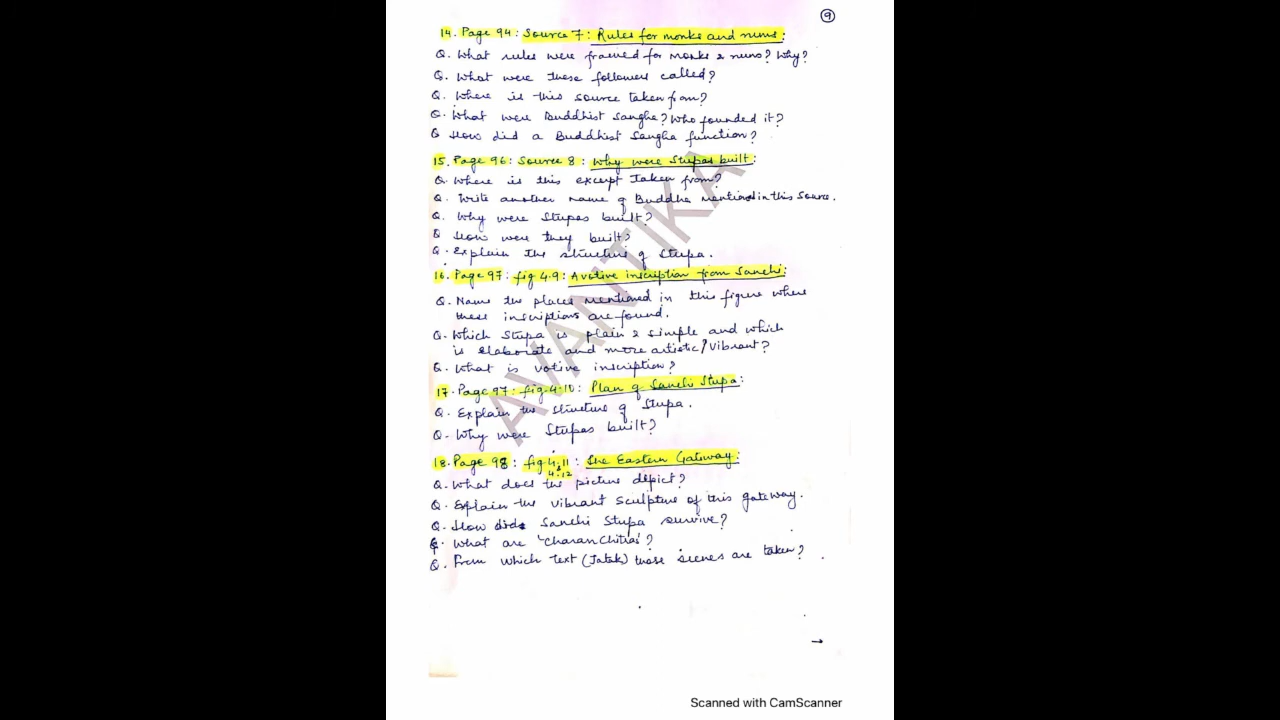 9
14. Page 94: Source 7: Rules for monks and nuns:
Q. What rules were framed for monks & nuns? Why?
Q. What were these followers called?
Q. Where is this source taken from?
Q. What were Buddhist Sangha? Who founded it?
Q How did a Buddhist Sangha function?
15. Page 96: Source 8: Why were Stupas built:
Q. Where is this except taken from?
Q. Write another name of Buddha mentioned in this Source.
Q. Why were Stupas built?
Q How were they built?
Q. Explain the structure of Stupa.
16. Page 97: fig 4.9: A votive inscription from Sanchi:
Q. Name the places mentioned in this figure where
these inscriptions are found.
Q. Which Stupa is plain & simple and which
is elaborate and more artistic/vibrant?
Q. What is votive inscription?
17. Page 97: fig. 4.10: Plan of Sanchi Stupa:
Q. Explain the structure of Stupa.
Q. Why were Stupas built?
18. Page 98: fig 4.11 : The Eastern Gateway:
& 4.12
Q. What does the picture depict?
Q. Explain the vibrant sculpture of this gateway.
Q. How did Sanchi Stupa survive?
Q. What are 'Charan Chitras'?
Q. From which text (Jatak) those scenes are taken?
AVANTIKA
Scanned with CamScanner